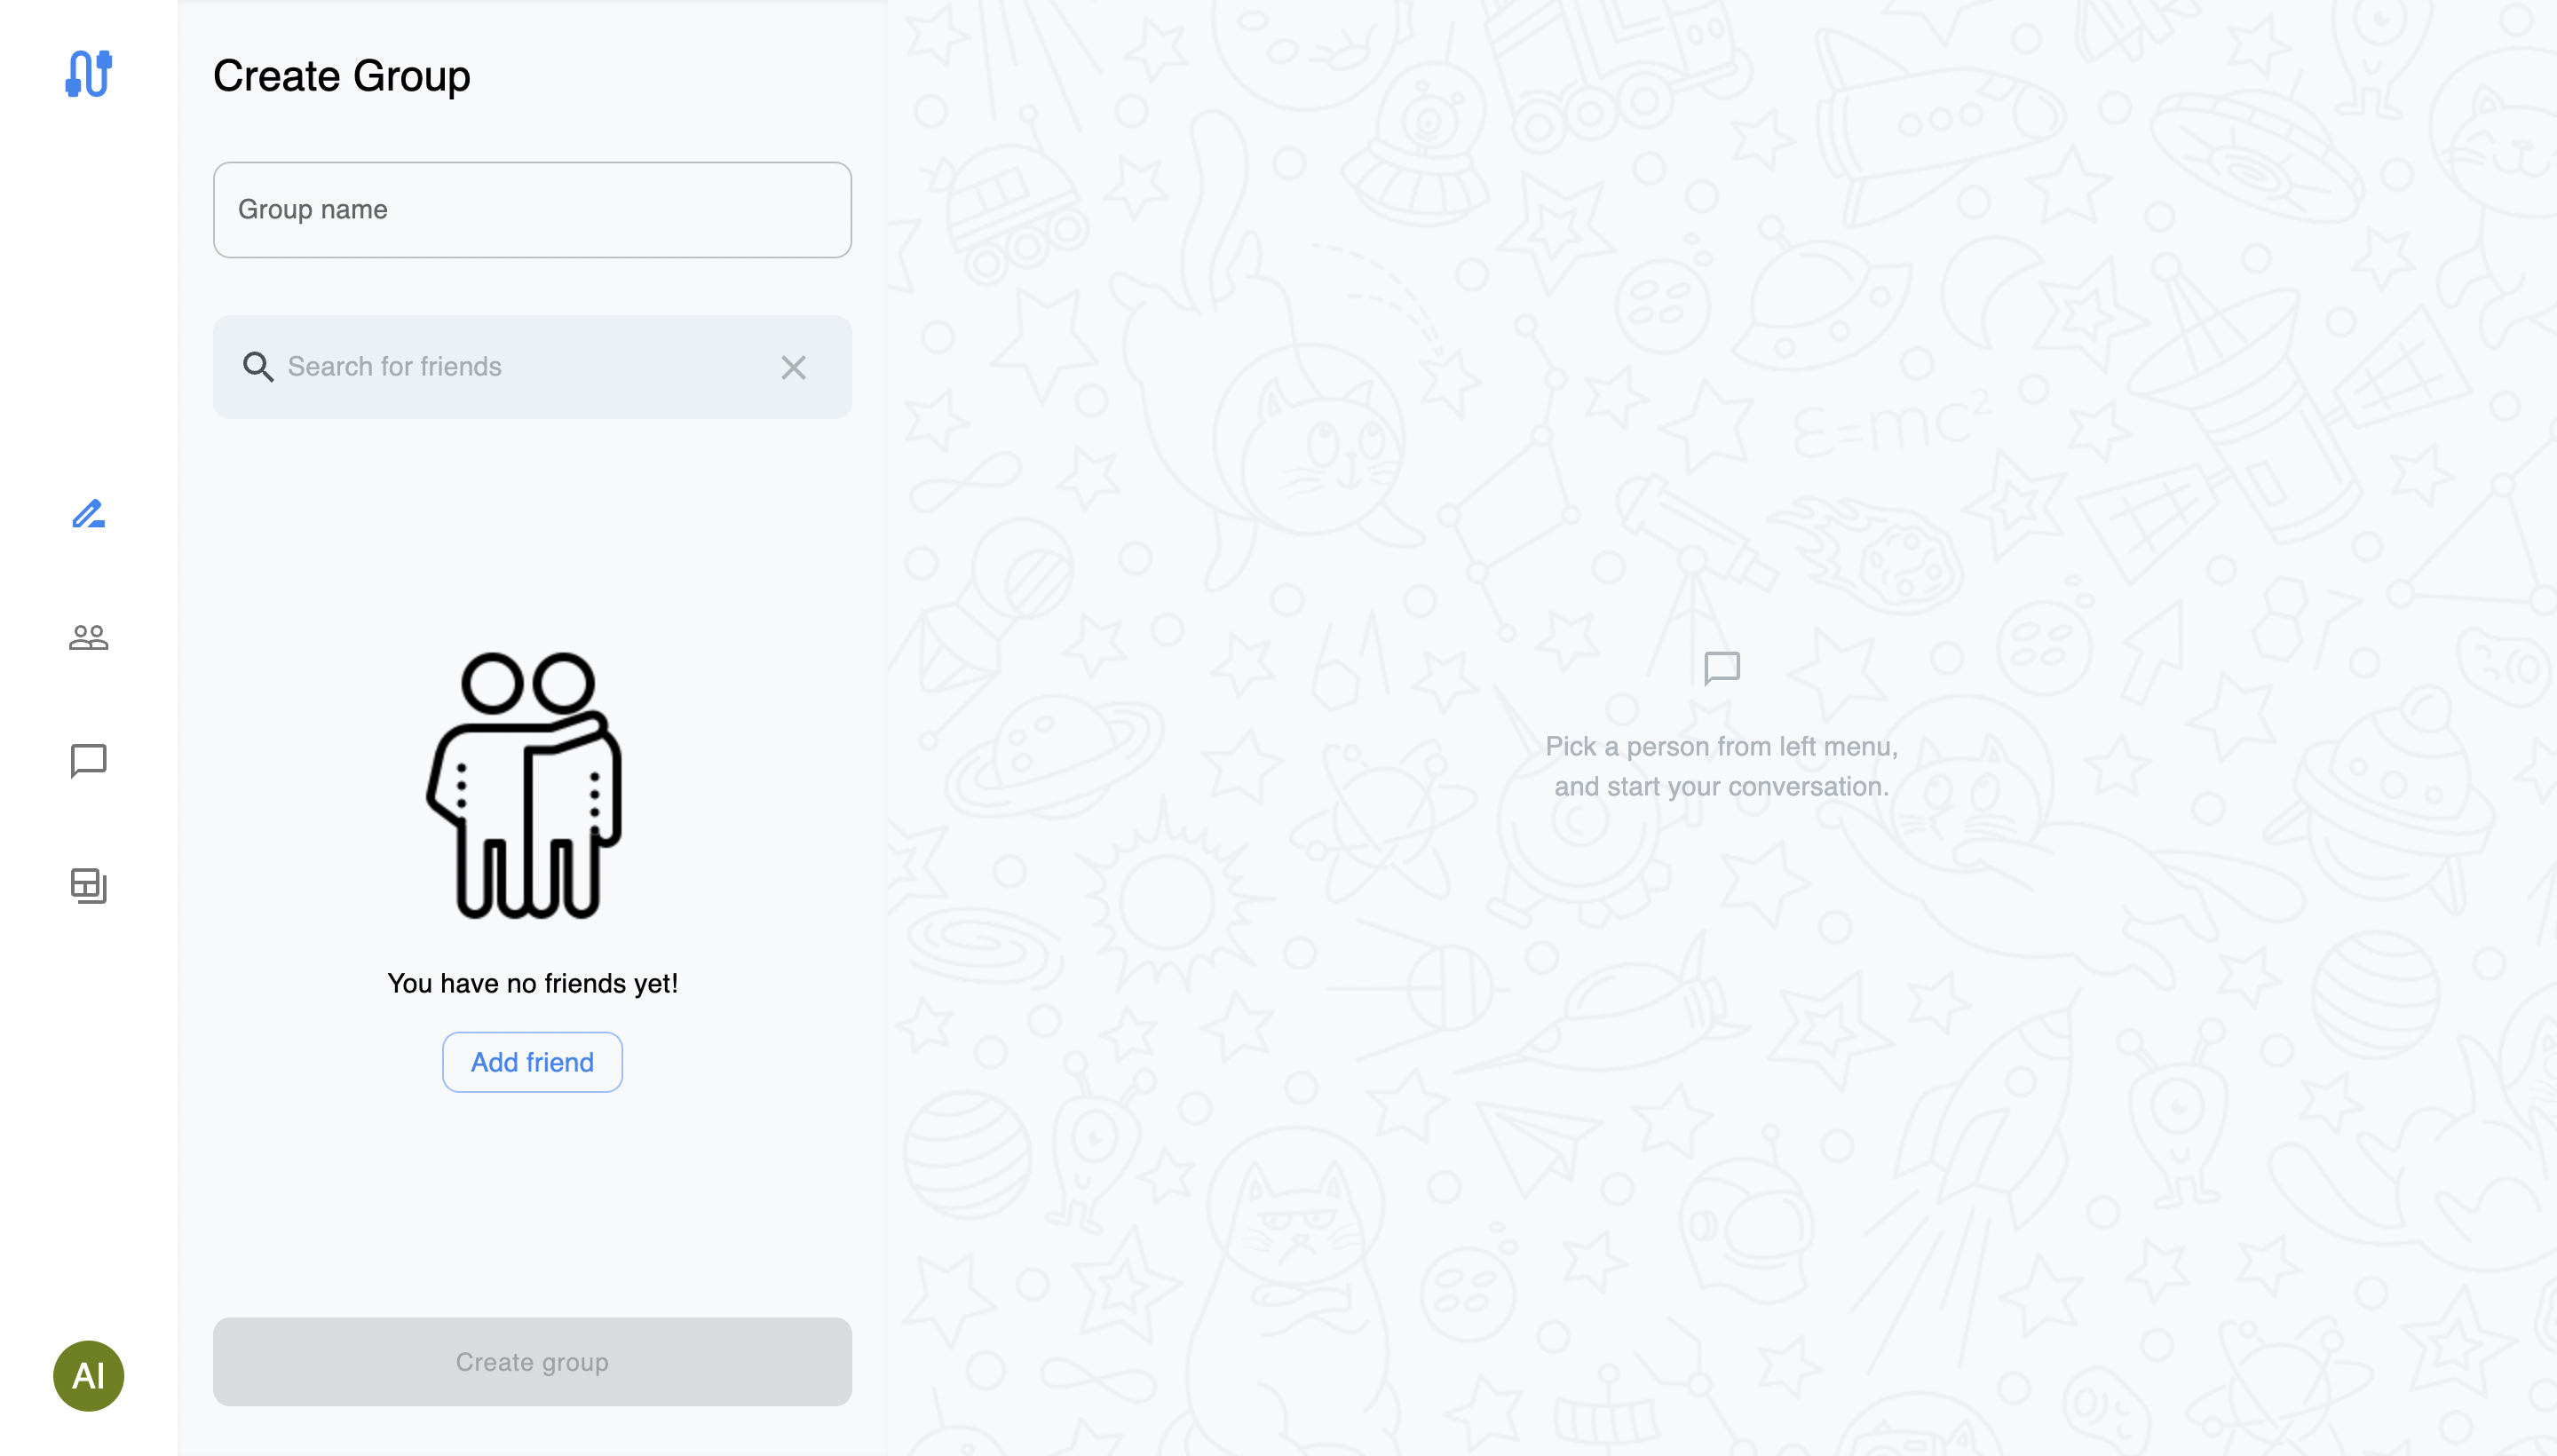 Create Group
Group name
Search for friends
You have no friends yet!
Add friend
Create group
AI
Pick a person from left menu,
and start your conversation.
ε=mc²